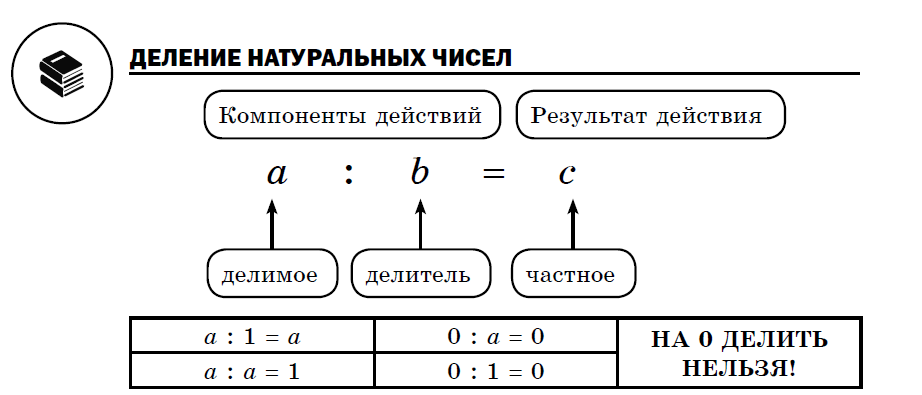 ДЕЛЕНИЕ НАТУРАЛЬНЫХ ЧИСЕЛ
Компоненты действий Результат действия
a : b = c
делимое делитель частное
a : 1 = a 0 : a = 0 НА 0 ДЕЛИТЬ
a : a = 1 0 : 1 = 0 НЕЛЬЗЯ!